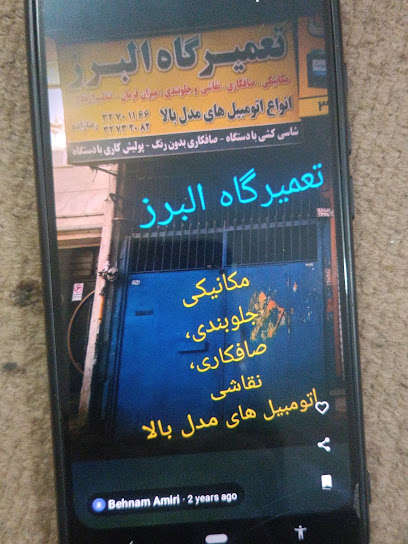 تعمیرگاه البرز
مکانیکی، صافکاری، نقاشی و جلوبندی، میزان فرمان،
انواع اتومبیل های مدل بالا
۳۲۷۰۱۱۶۶
۳۲۷۳۲۰۸۲
رضازاده
شاسی کشی با دستگاه - صافکاری بدون رنگ - پولیش کاری با دستگاه
تعمیرگاه البرز
مکانیکی
جلوبندی،
صافکاری،
نقاشی
اتومبیل های مدل بالا
Behnam Amiri · 2 years ago